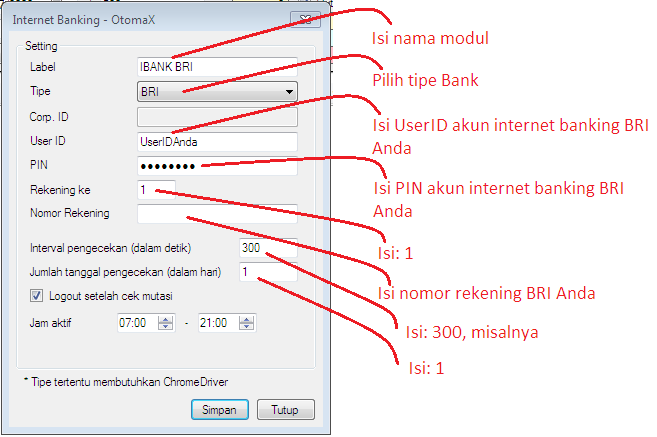 Internet Banking - OtomaX
Setting
Label
IBANK BRI
Tipe
BRI
Corp. ID
User ID
UserIDAnda
PIN
●●●●●●●●
Rekening ke
1
Nomor Rekening
Interval pengecekan (dalam detik)
300
Jumlah tanggal pengecekan (dalam hari)
1
Logout setelah cek mutasi
Jam aktif
07:00
-
21:00
* Tipe tertentu membutuhkan ChromeDriver
Simpan
Tutup
Isi nama modul
Pilih tipe Bank
Isi UserID akun internet banking BRI
Anda
Isi PIN akun internet banking BRI
Anda
Isi: 1
Isi nomor rekening BRI Anda
Isi: 300, misalnya
Isi: 1